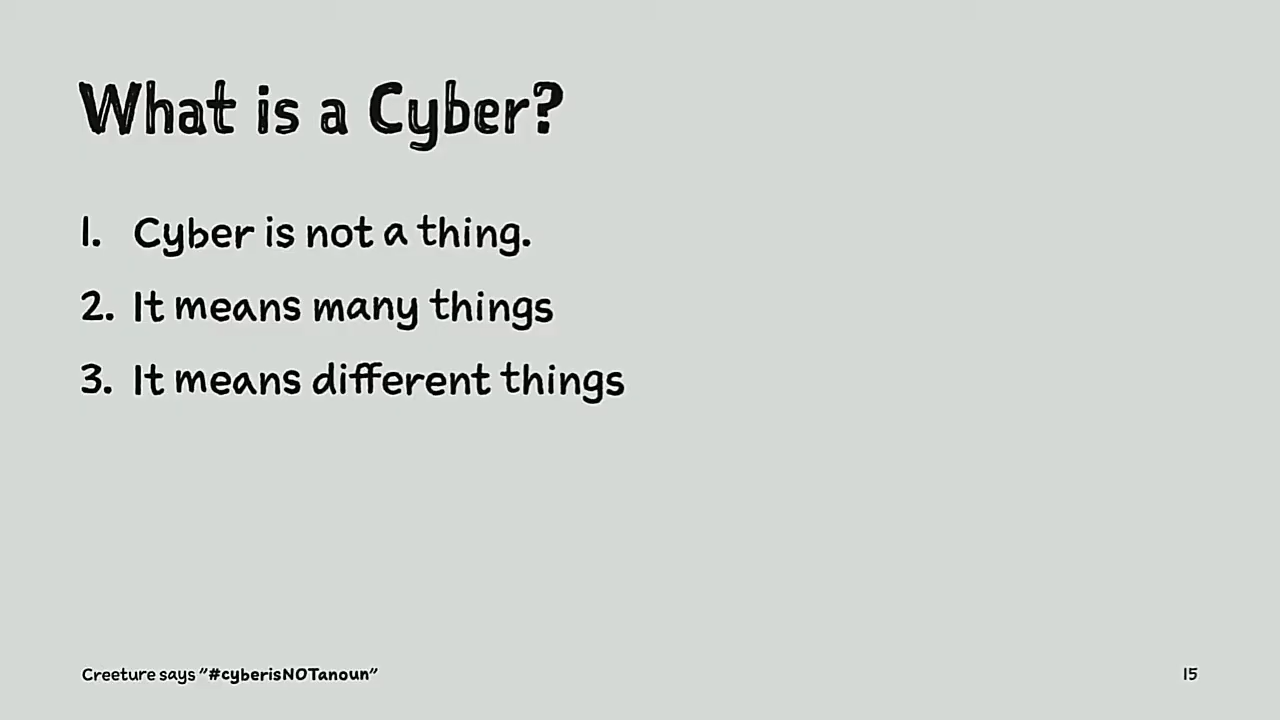 What is a Cyber?
1. Cyber is not a thing.
2. It means many things
3. It means different things
Creeture says "#cyberisNOTanoun"
15